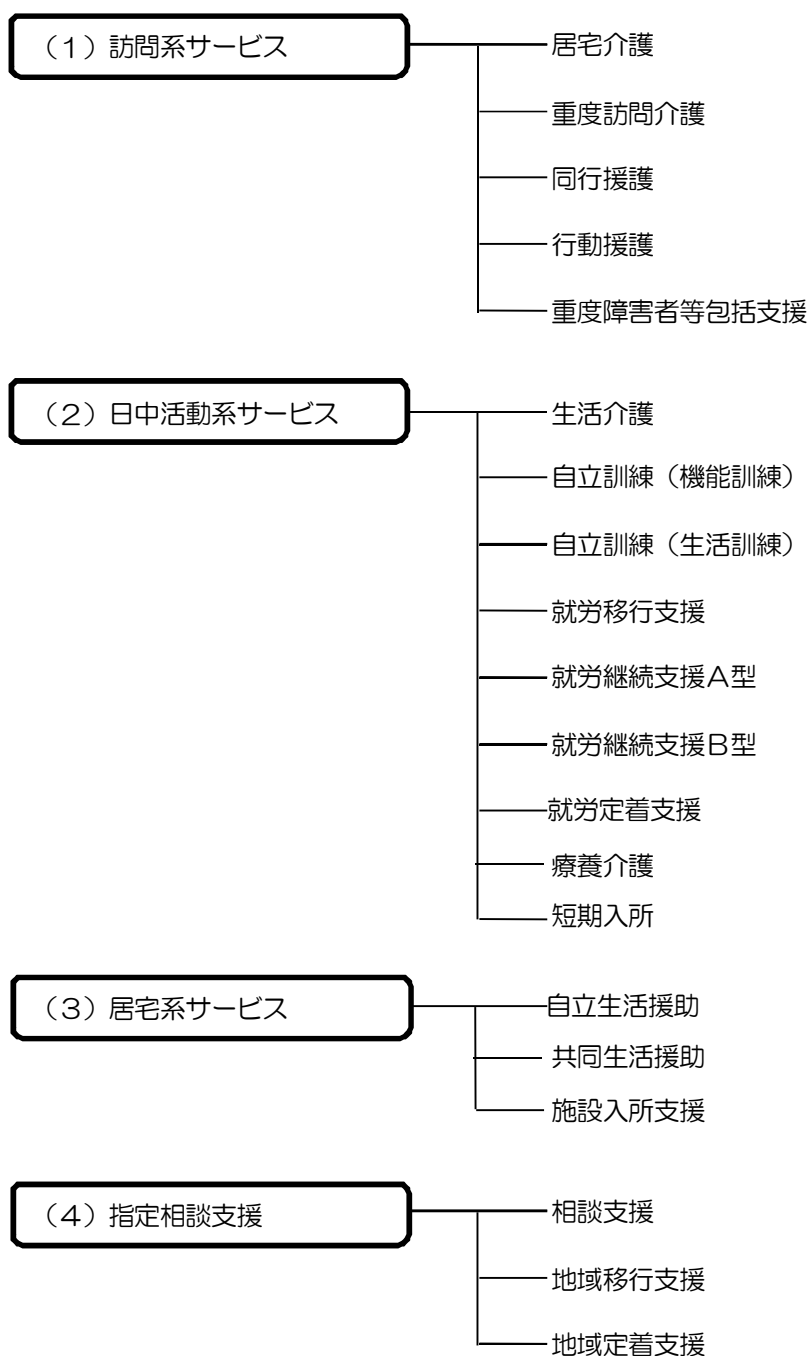 （1）訪問系サービス
居宅介護
重度訪問介護
同行援護
行動援護
重度障害者等包括支援
（2）日中活動系サービス
生活介護
自立訓練（機能訓練）
自立訓練（生活訓練）
就労移行支援
就労継続支援A型
就労継続支援B型
就労定着支援
療養介護
短期入所
（3）居宅系サービス
自立生活援助
共同生活援助
施設入所支援
（4）指定相談支援
相談支援
地域移行支援
地域定着支援